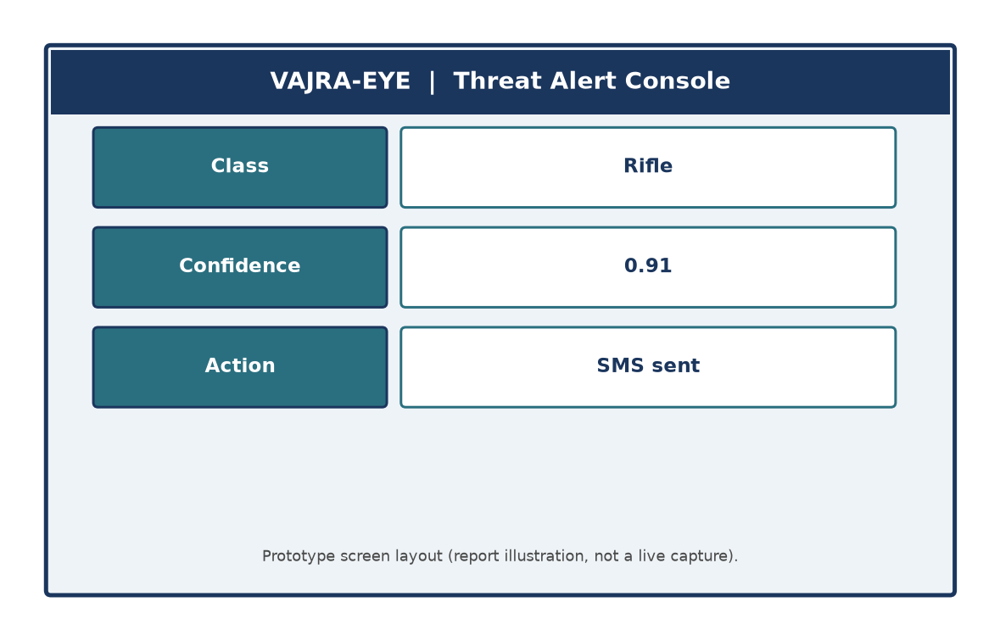 VAJRA-EYE | Threat Alert Console
Class
Rifle
Confidence
0.91
Action
SMS sent
Prototype screen layout (report illustration, not a live capture).